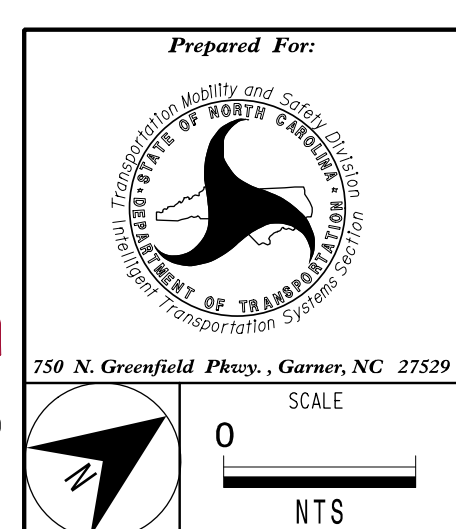 Prepared For:
Transportation Mobility and Safety Division
STATE OF NORTH CAROLINA
DEPARTMENT OF TRANSPORTATION
Intelligent Transportation Systems Section
750 N. Greenfield Pkwy. , Garner, NC 27529
N
SCALE
0
NTS